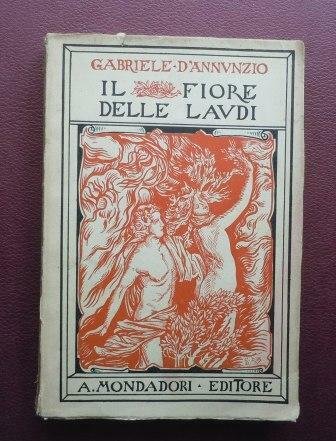 GABRIELE·D'ANNVNZIO
IL FIORE
DELLE LAVDI
A. MONDADORI · EDITORE